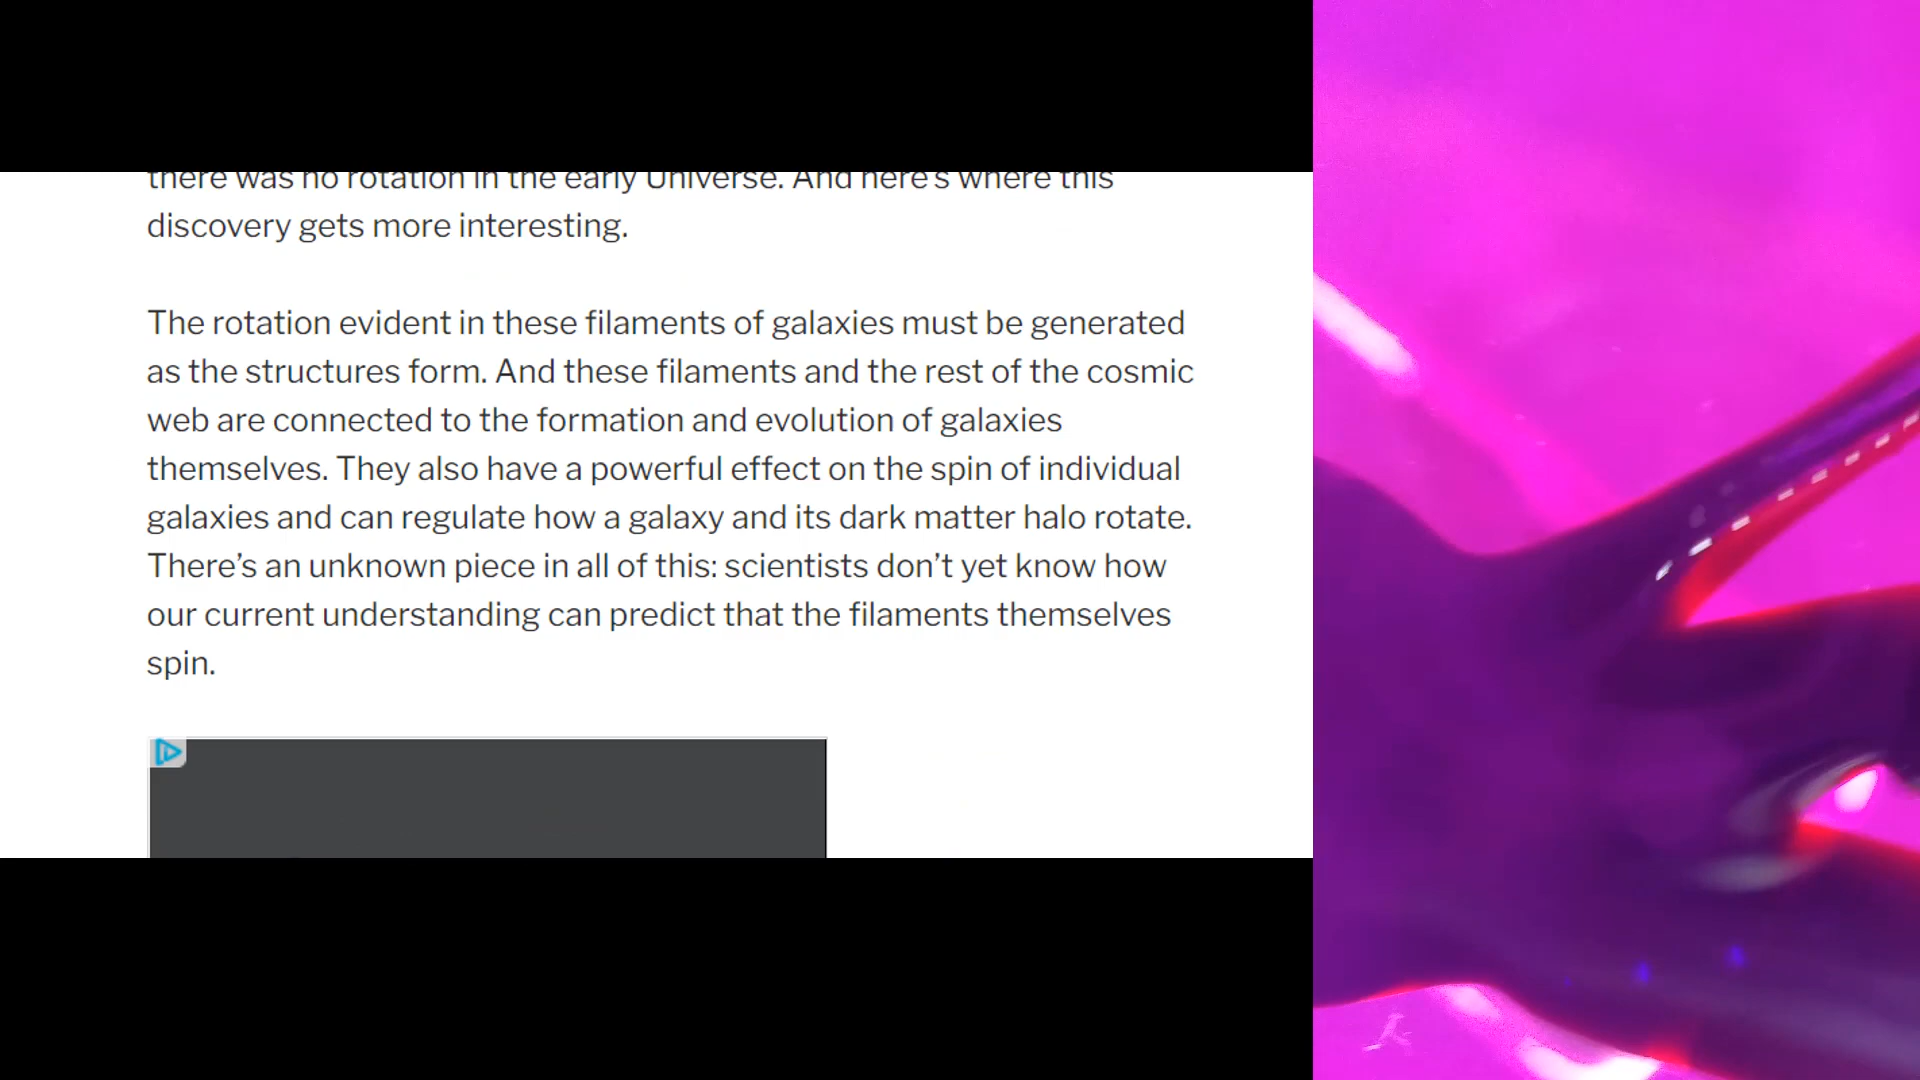 there was no rotation in the early Universe. And here's where this
discovery gets more interesting.
The rotation evident in these filaments of galaxies must be generated
as the structures form. And these filaments and the rest of the cosmic
web are connected to the formation and evolution of galaxies
themselves. They also have a powerful effect on the spin of individual
galaxies and can regulate how a galaxy and its dark matter halo rotate.
There’s an unknown piece in all of this: scientists don’t yet know how
our current understanding can predict that the filaments themselves
spin.